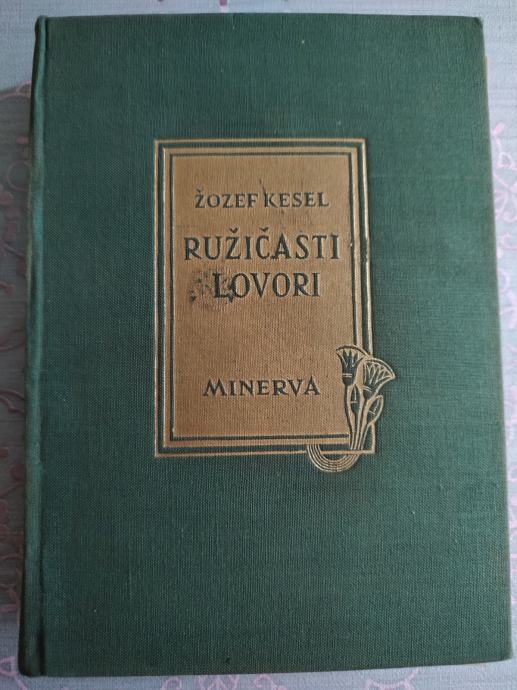 ŽOZEF KESEL
RUŽIČASTI
LOVORI
MINERVA